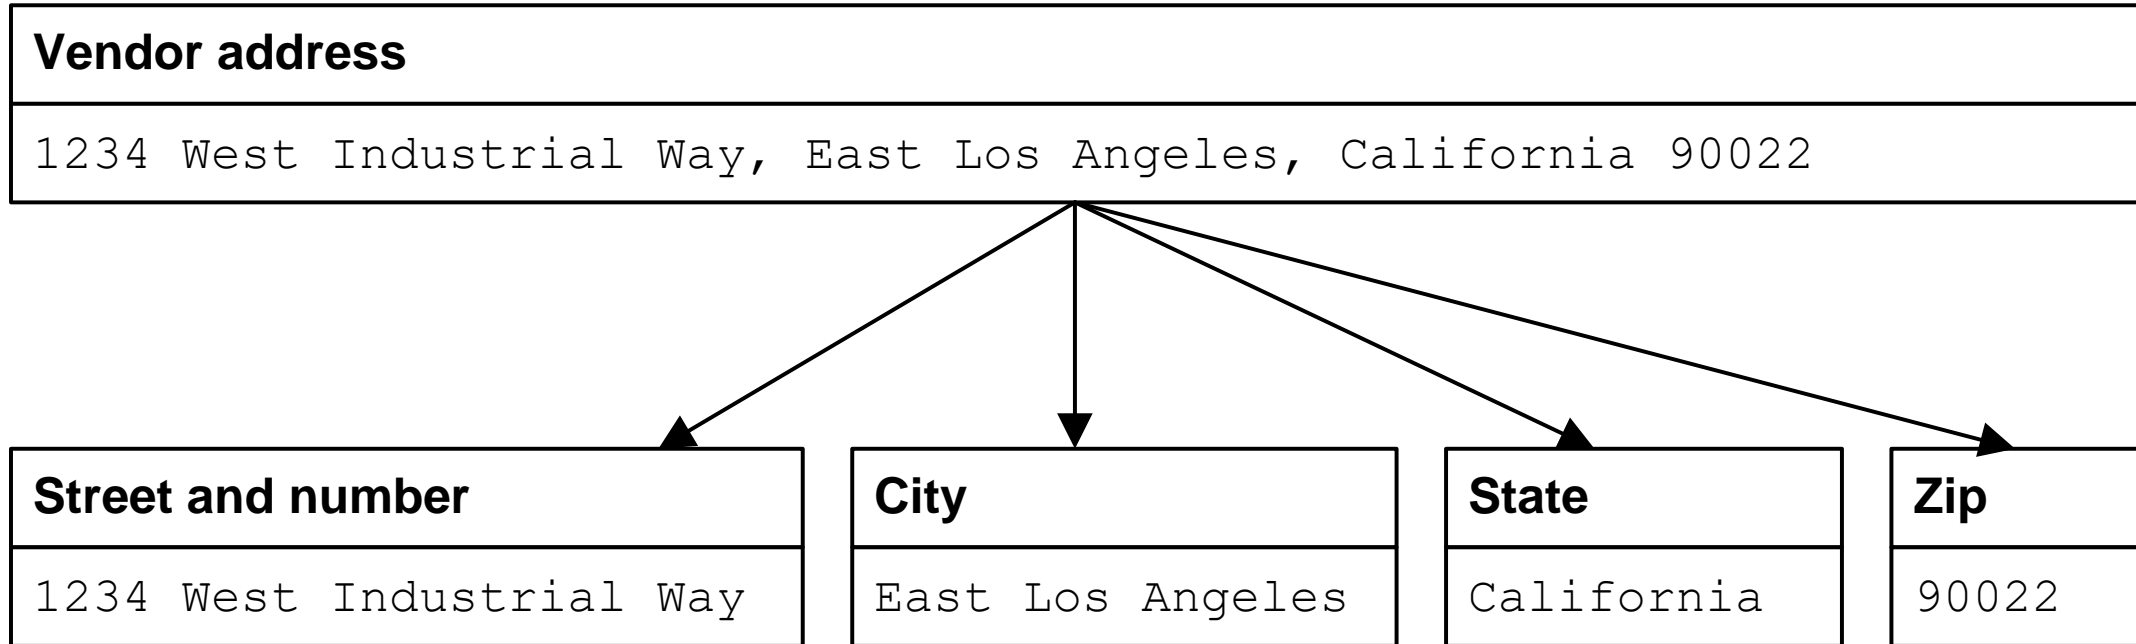 Vendor address
1234 West Industrial Way, East Los Angeles, California 90022
Street and number
1234 West Industrial Way
City
East Los Angeles
State
California
Zip
90022